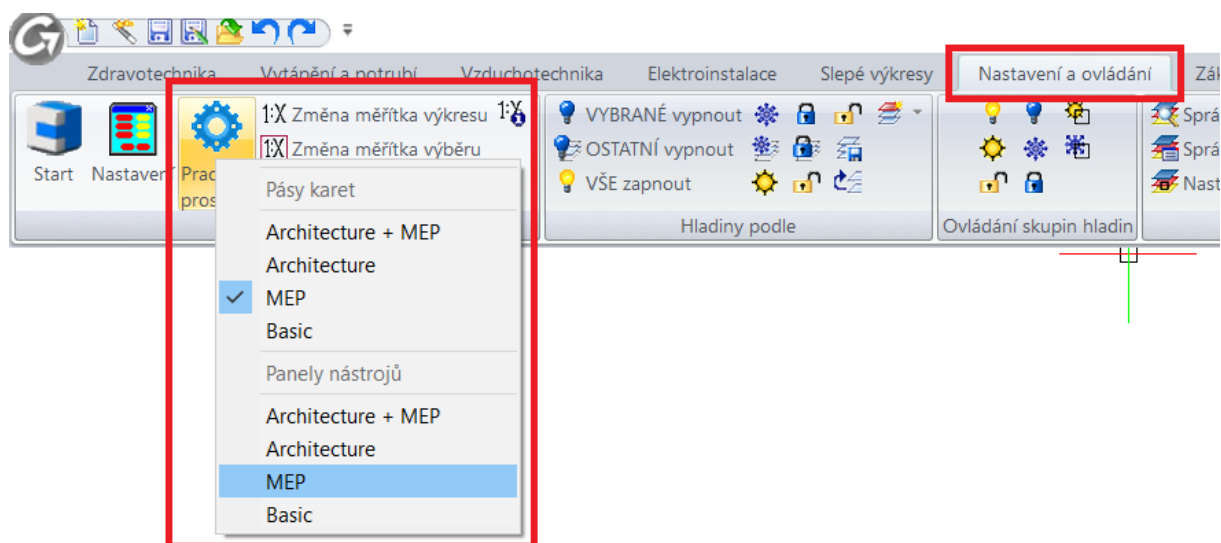 Zdravotechnika Vytápění a potrubí Vzduchotechnika Elektroinstalace Slepé výkresy Nastavení a ovládání
1:X Změna měřítka výkresu 1:X VYBRANÉ vypnout
1:X Změna měřítka výběru OSTATNÍ vypnout
Start VŠE zapnout
Hladiny podle Ovládání skupin hladin
Pásy karet
Architecture + MEP
Architecture
MEP
Basic
Panely nástrojů
Architecture + MEP
Architecture
MEP
Basic